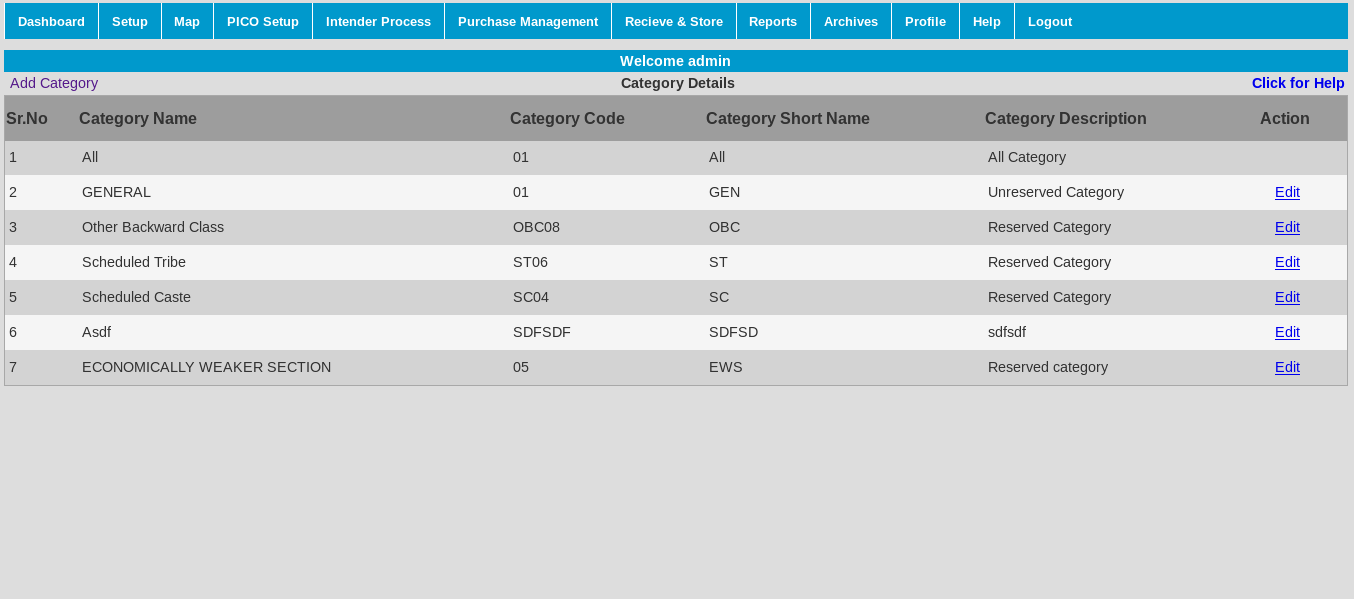 Dashboard Setup Map PICO Setup Intender Process Purchase Management Recieve & Store Reports Archives Profile Help Logout
Welcome admin
Add Category Category Details Click for Help
Sr.No Category Name Category Code Category Short Name Category Description Action
1 All 01 All All Category
2 GENERAL 01 GEN Unreserved Category Edit
3 Other Backward Class OBC08 OBC Reserved Category Edit
4 Scheduled Tribe ST06 ST Reserved Category Edit
5 Scheduled Caste SC04 SC Reserved Category Edit
6 Asdf SDFSDF SDFSD sdfsdf Edit
7 ECONOMICALLY WEAKER SECTION 05 EWS Reserved category Edit